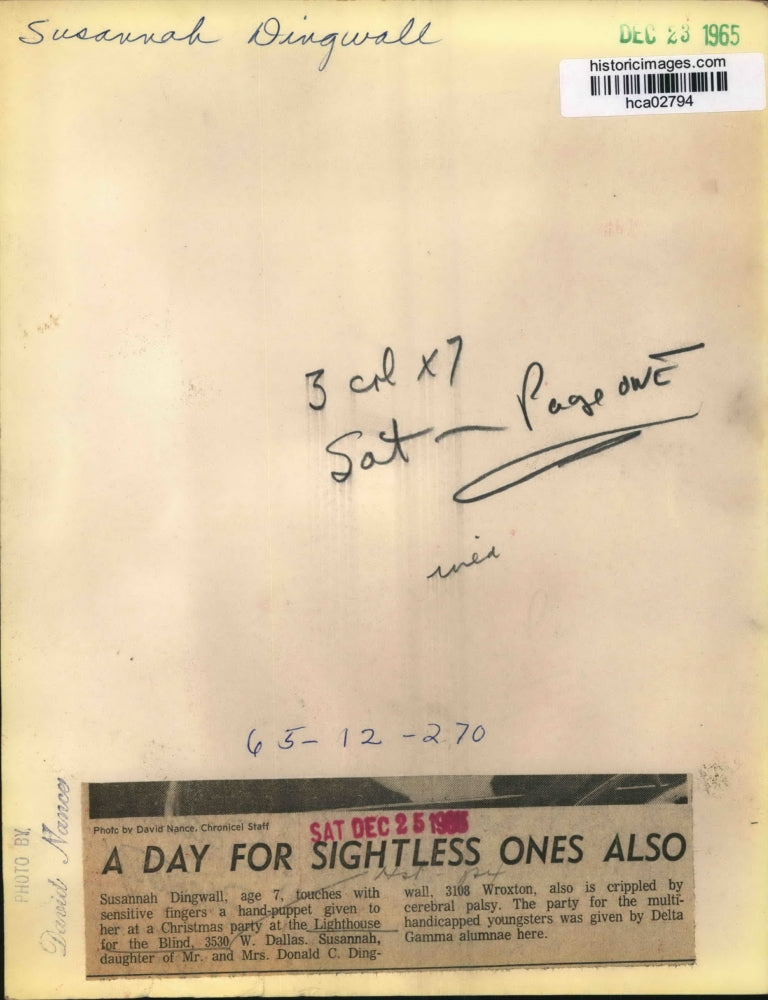 Susannah Dingwall
DEC 23 1965
historicimages.com
hca02794
3 col x 7
Sat — Page ONE
65-12-270
PHOTO BY,
David Nance
Photo by David Nance, Chronicel Staff
SAT DEC 25 1965
A DAY FOR SIGHTLESS ONES ALSO
Susannah Dingwall, age 7, touches with
sensitive fingers a hand-puppet given to
her at a Christmas party at the Lighthouse
for the Blind, 3530 W. Dallas. Susannah,
daughter of Mr. and Mrs. Donald C. Ding-
wall, 3108 Wroxton, also is crippled by
cerebral palsy. The party for the multi-
handicapped youngsters was given by Delta
Gamma alumnae here.